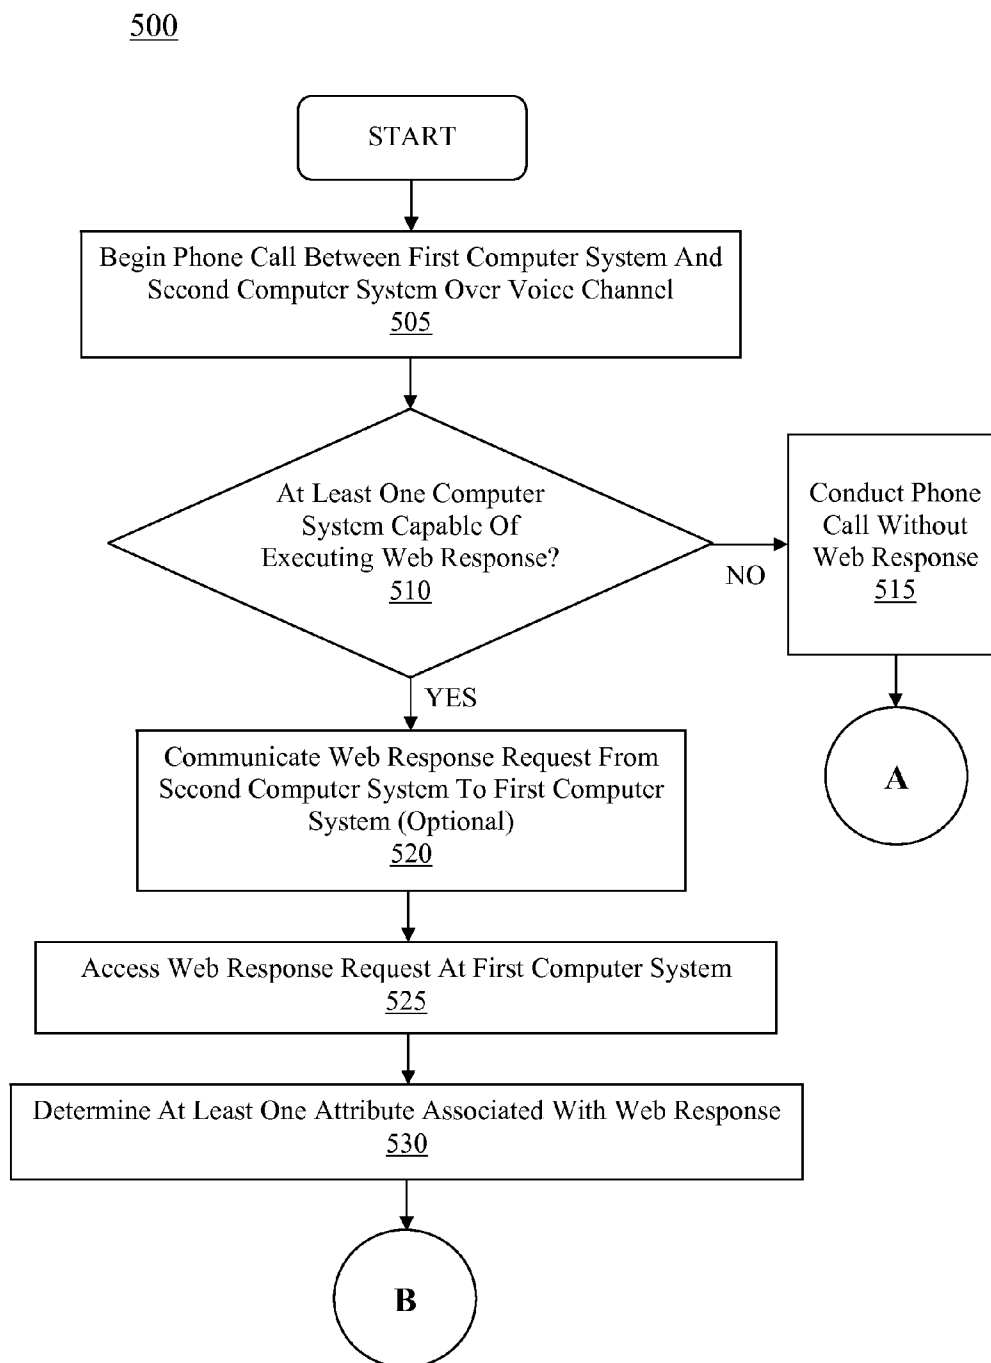 500
START
Begin Phone Call Between First Computer System And
Second Computer System Over Voice Channel
505
At Least One Computer
System Capable Of
Executing Web Response?
510
NO
Conduct Phone
Call Without
Web Response
515
YES
A
Communicate Web Response Request From
Second Computer System To First Computer
System (Optional)
520
Access Web Response Request At First Computer System
525
Determine At Least One Attribute Associated With Web Response
530
B